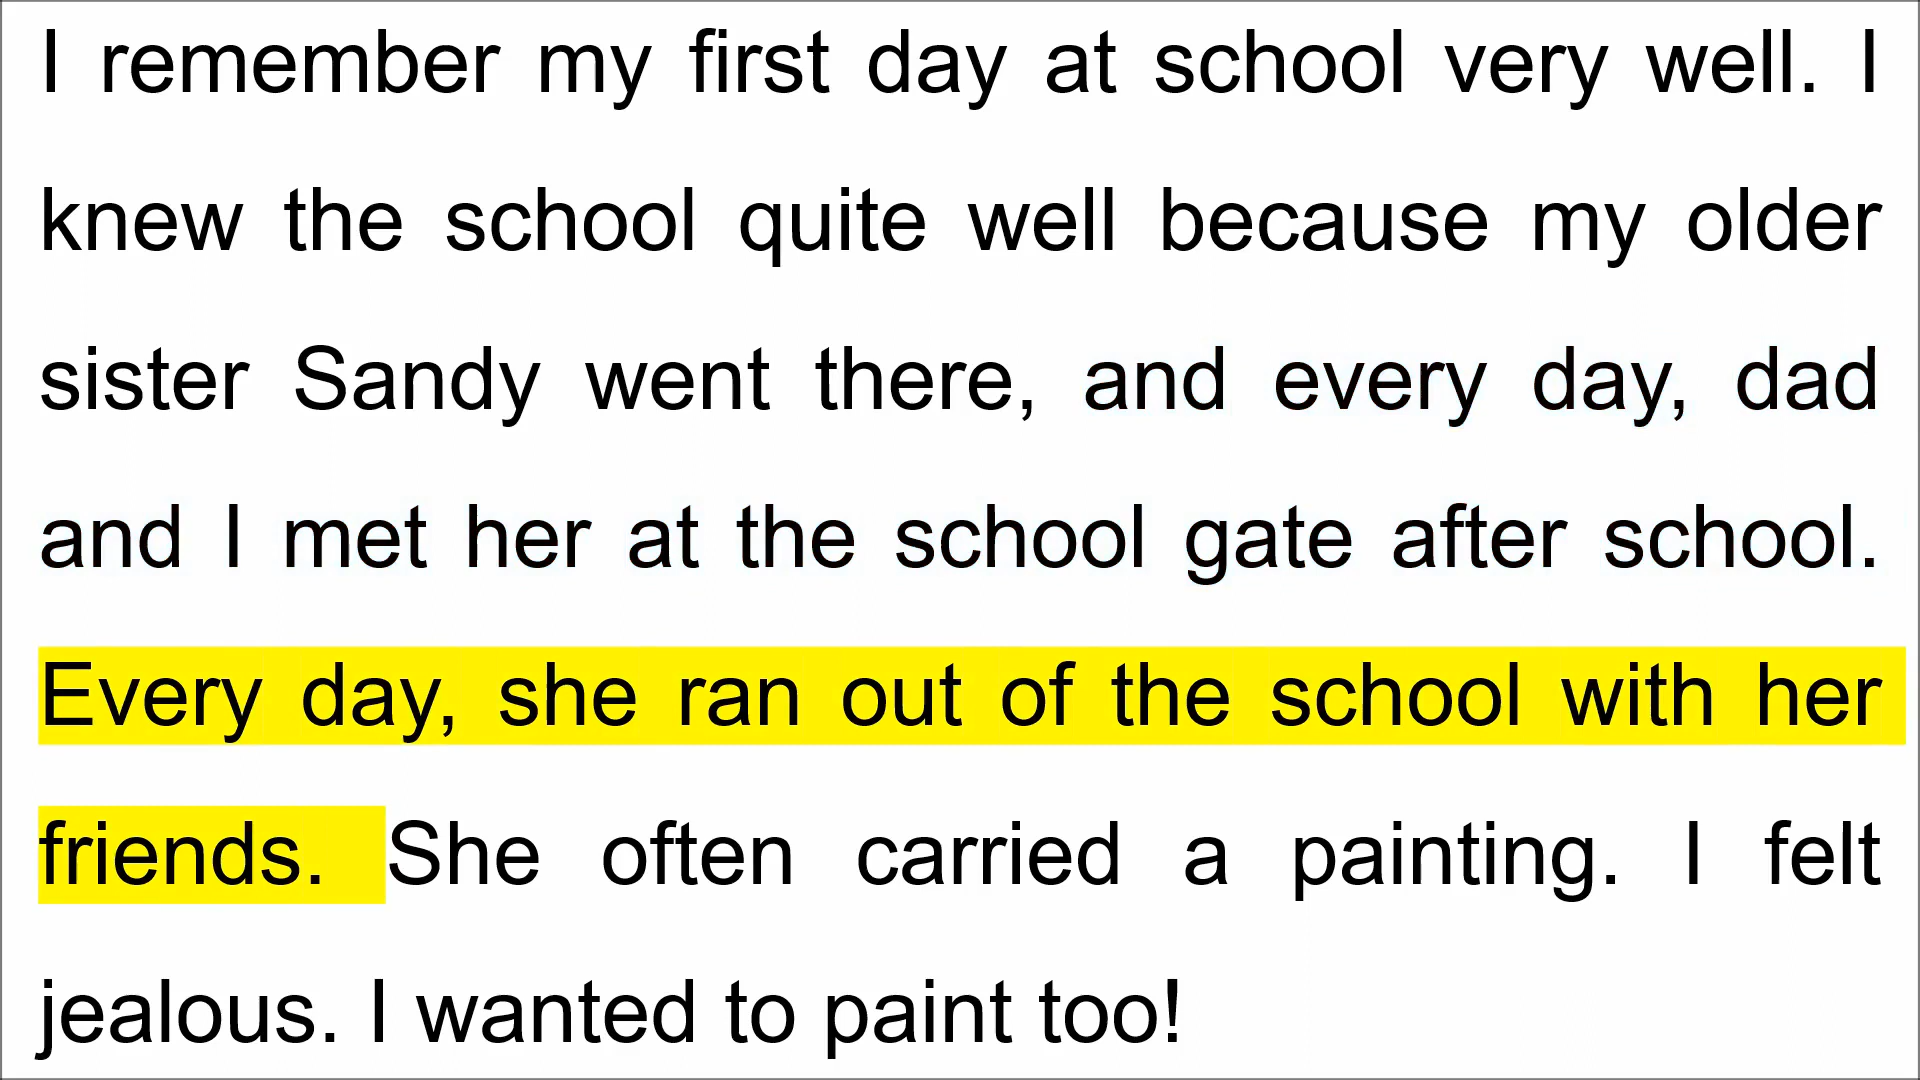 I remember my first day at school very well. I
knew the school quite well because my older
sister Sandy went there, and every day, dad
and I met her at the school gate after school.
Every day, she ran out of the school with her
friends. She often carried a painting. I felt
jealous. I wanted to paint too!